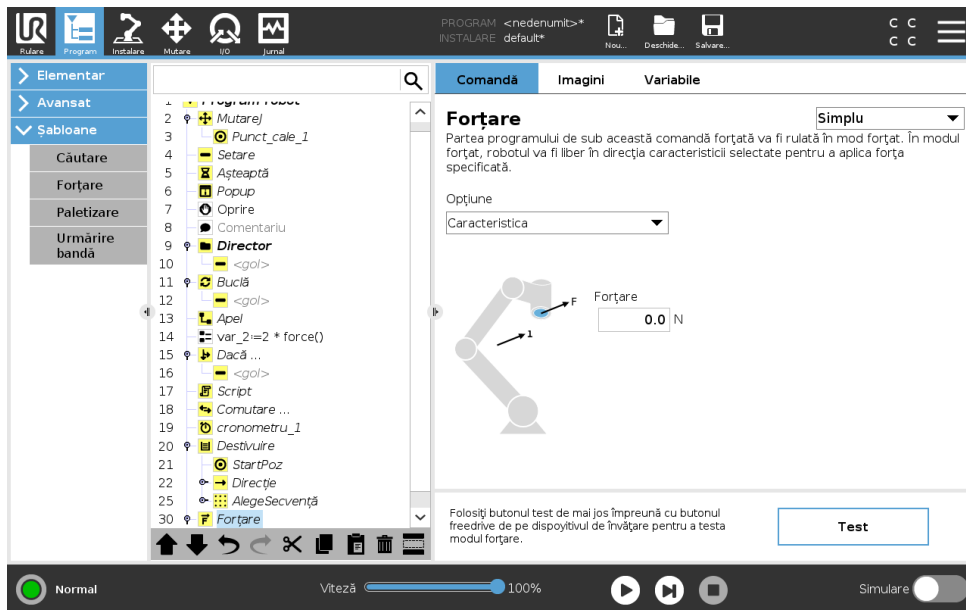 Rulare
Program
Instalare
Mutare
I/O
Jurnal
PROGRAM <nedenumit>*
INSTALARE default*
Nou...
Deschide...
Salvare...
C C
C C
Elementar
Avansat
Șabloane
Căutare
Forțare
Paletizare
Urmărire
bandă
1 Program robot
2 MutareJ
3 Punct_cale_1
4 Setare
5 Așteaptă
6 Popup
7 Oprire
8 Comentariu
9 Director
10 <gol>
11 Buclă
12 <gol>
13 Apel
14 var_2:=2 * force()
15 Dacă ...
16 <gol>
17 Script
18 Comutare ...
19 cronometru_1
20 Destivuire
21 StartPoz
22 Direcție
25 AlegeSecvență
30 Forțare
Comandă
Imagini
Variabile
Forțare
Simplu
Partea programului de sub această comandă forțată va fi rulată în mod forțat. În modul
forțat, robotul va fi liber în direcția caracteristicii selectate pentru a aplica forța
specificată.
Opțiune
Caracteristica
F
1
Forțare
0.0 N
Folosiți butonul test de mai jos împreună cu butonul
freedrive de pe dispoyitivul de învățare pentru a testa
modul forțare.
Test
Normal
Viteză
100%
Simulare